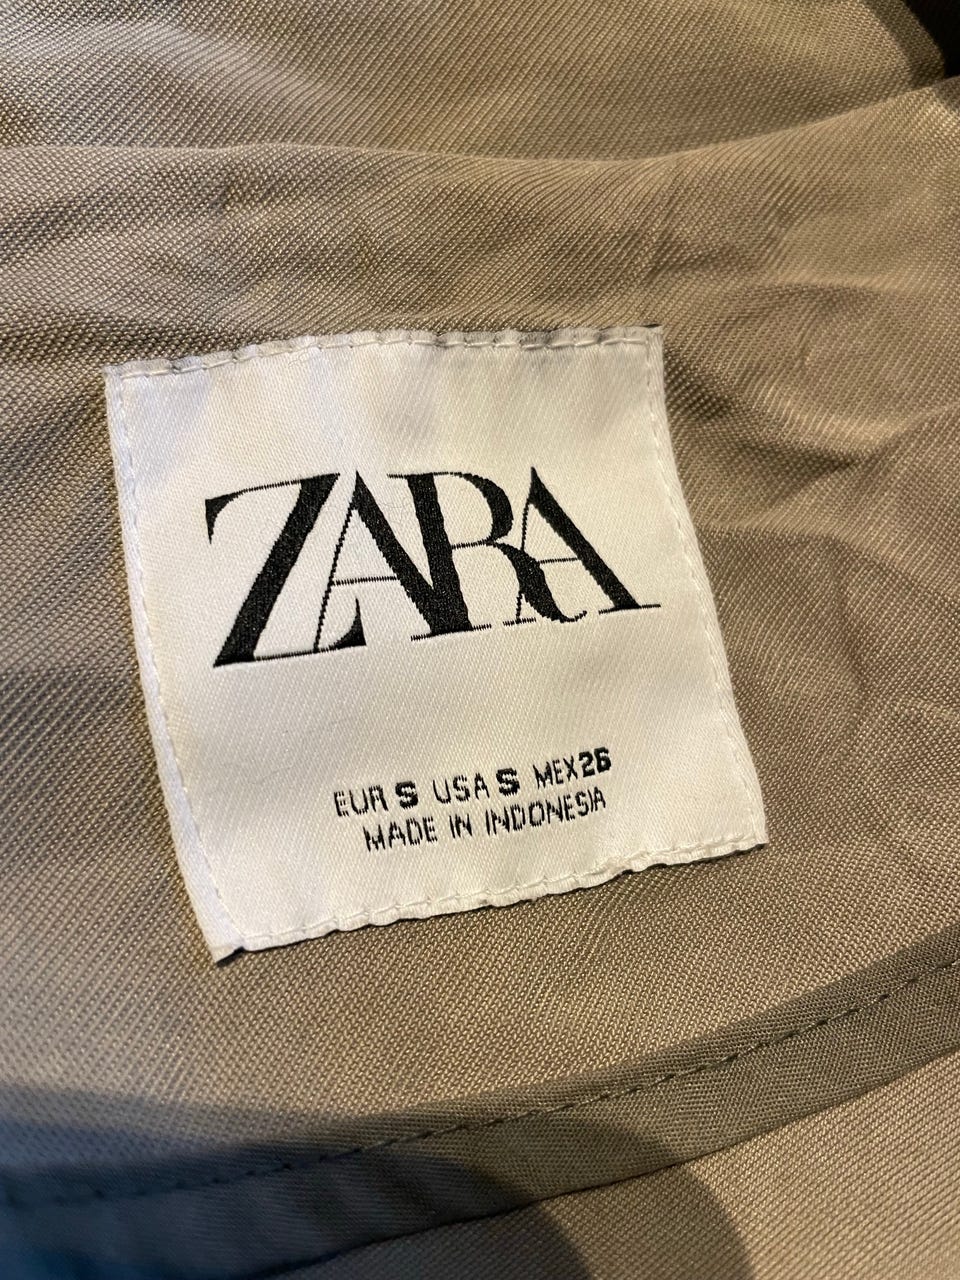 ZARA
EUR S USA S MEX 26
MADE IN INDONESIA